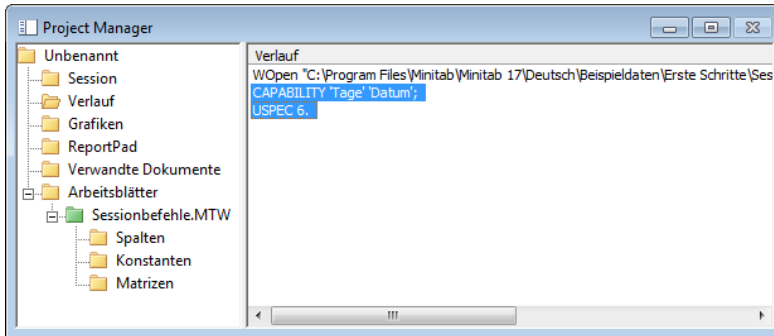 Project Manager
Unbenannt
Session
Verlauf
Grafiken
ReportPad
Verwandte Dokumente
Arbeitsblätter
Sessionbefehle.MTW
Spalten
Konstanten
Matrizen
Verlauf
WOpen "C:\Program Files\Minitab\Minitab 17\Deutsch\Beispieldaten\Erste Schritte\Ses
CAPABILITY 'Tage' 'Datum';
USPEC 6.